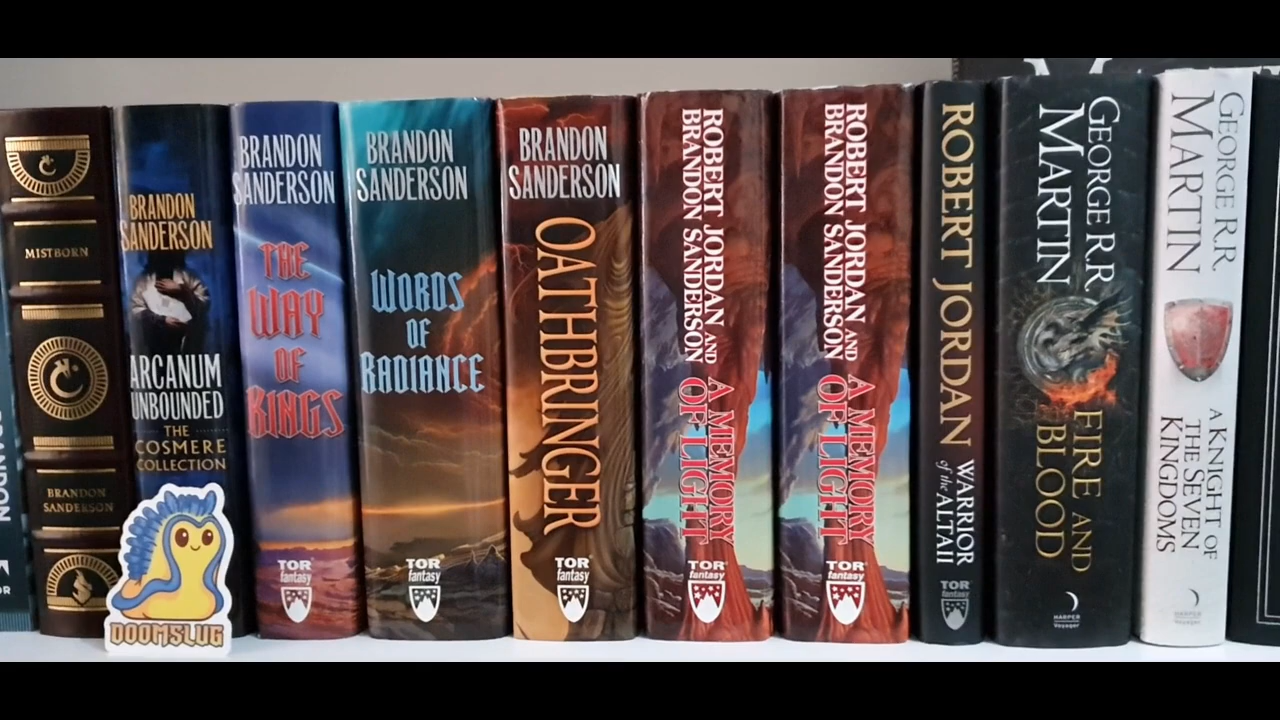 BRANDON
MISTBORN
BRANDON
SANDERSON
BRANDON
SANDERSON
ARCANUM
UNBOUNDED
THE
COSMERE
COLLECTION
DOOMSLUG
BRANDON
SANDERSON
THE
WAY
OF
KINGS
TOR
fantasy
BRANDON
SANDERSON
WORDS
OF
RADIANCE
TOR
fantasy
BRANDON
SANDERSON
OATHBRINGER
TOR
fantasy
ROBERT JORDAN AND
BRANDON SANDERSON
A MEMORY
OF LIGHT
TOR
fantasy
ROBERT JORDAN AND
BRANDON SANDERSON
A MEMORY
OF LIGHT
TOR
fantasy
ROBERT JORDAN
WARRIOR
of the ALTAII
TOR
fantasy
GEORGE R.R.
MARTIN
FIRE AND
BLOOD
HARPER
Voyager
GEORGE R.R.
MARTIN
A KNIGHT OF
THE SEVEN
KINGDOMS
HARPER
Voyager